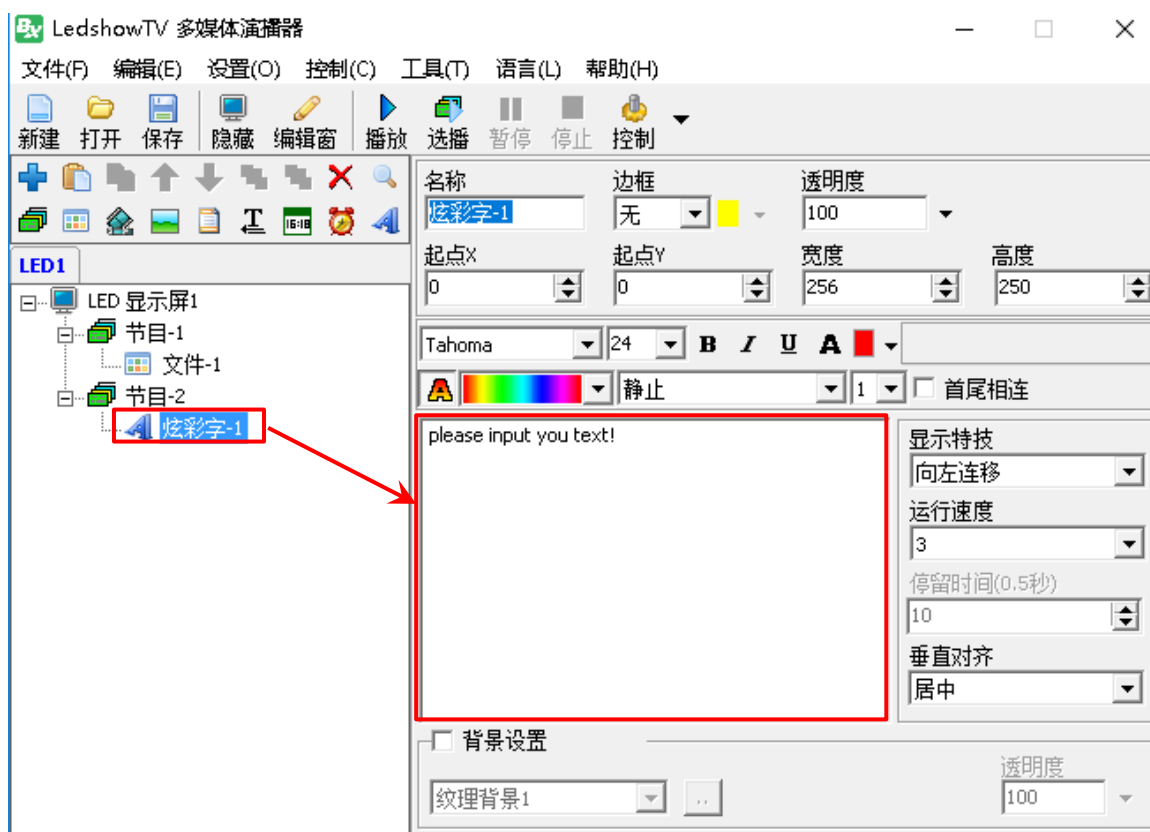 BX LedshowTV 多媒体演播器
文件(F) 编辑(E) 设置(O) 控制(C) 工具(T) 语言(L) 帮助(H)
新建 打开 保存 隐藏 编辑窗 播放 选播 暂停 停止 控制
T 16:18 A
LED1
LED 显示屏1
节目-1
文件-1
节目-2
炫彩字-1
名称 边框 透明度
炫彩字-1 无 100
起点X 起点Y 宽度 高度
0 0 256 250
Tahoma 24 B I U A
A 静止 1 首尾相连
please input you text!
显示特技
向左连移
运行速度
3
停留时间(0.5秒)
10
垂直对齐
居中
背景设置
透明度
纹理背景1 .. 100